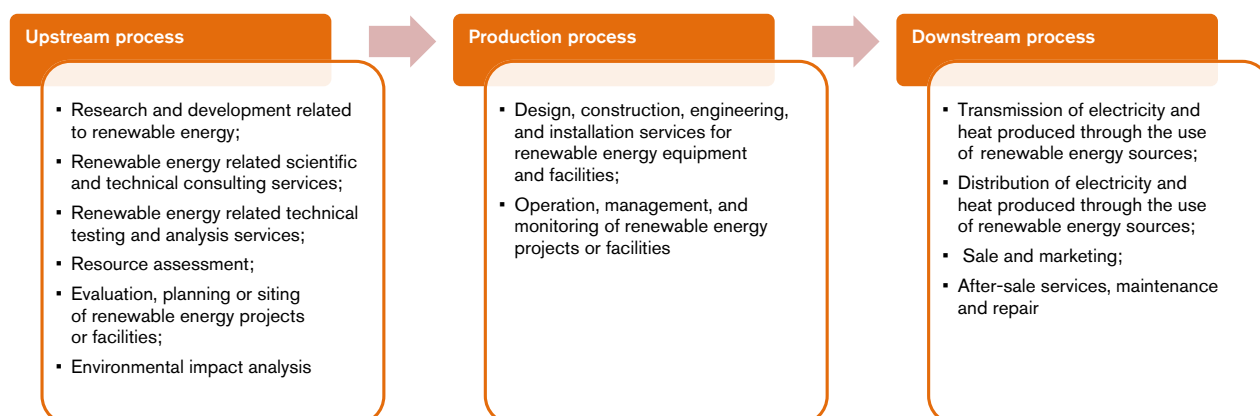 Upstream process
▪ Research and development related
to renewable energy;
▪ Renewable energy related scientific
and technical consulting services;
▪ Renewable energy related technical
testing and analysis services;
▪ Resource assessment;
▪ Evaluation, planning or siting
of renewable energy projects
or facilities;
▪ Environmental impact analysis
Production process
▪ Design, construction, engineering,
and installation services for
renewable energy equipment
and facilities;
▪ Operation, management, and
monitoring of renewable energy
projects or facilities
Downstream process
▪ Transmission of electricity and
heat produced through the use
of renewable energy sources;
▪ Distribution of electricity and
heat produced through the use
of renewable energy sources;
▪ Sale and marketing;
▪ After-sale services, maintenance
and repair